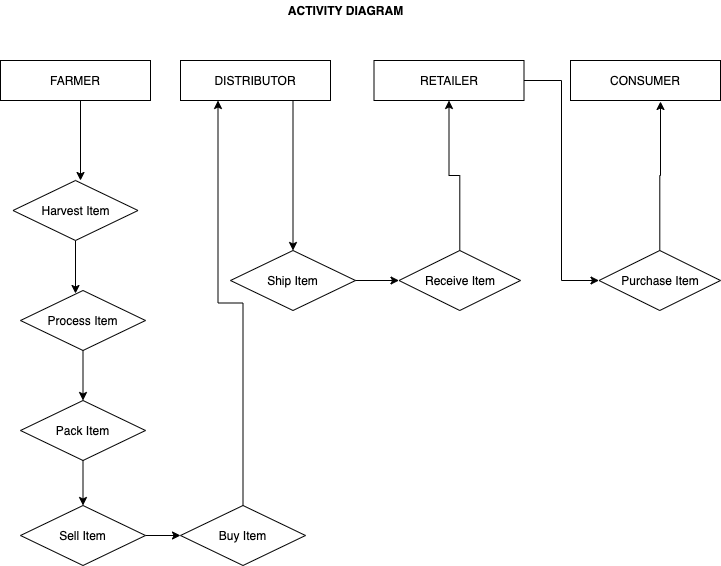 ACTIVITY DIAGRAM
FARMER
DISTRIBUTOR
RETAILER
CONSUMER
Harvest Item
Ship Item
Receive Item
Purchase Item
Process Item
Pack Item
Sell Item
Buy Item